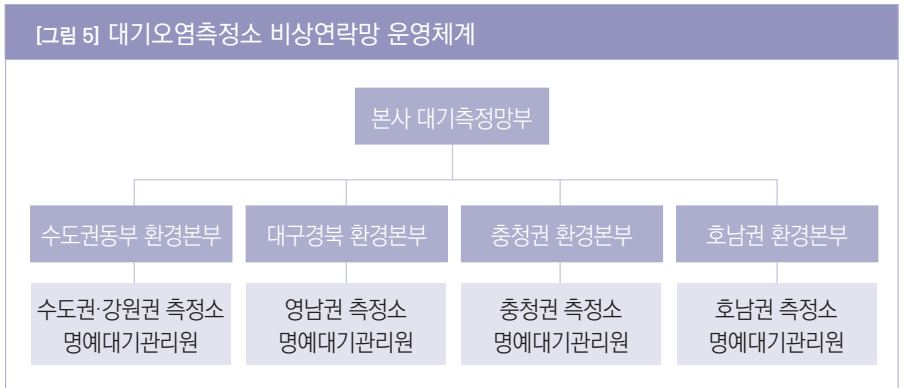 [그림 5] 대기오염측정소 비상연락망 운영체계
본사 대기측정망부
수도권동부 환경본부
대구경북 환경본부
충청권 환경본부
호남권 환경본부
수도권·강원권 측정소
명예대기관리원
영남권 측정소
명예대기관리원
충청권 측정소
명예대기관리원
호남권 측정소
명예대기관리원